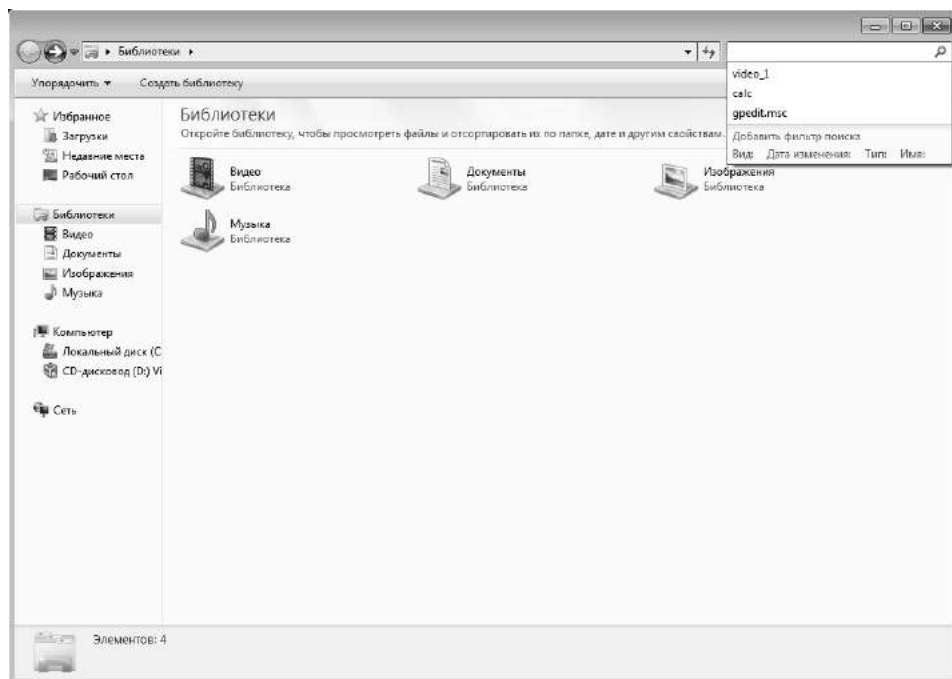 Библиотеки
Упорядочить
Создать библиотеку
video_1
calc
gpedit.msc
Добавить фильтр поиска
Вид: Дата изменения: Тип: Имя:
Избранное
Загрузки
Недавние места
Рабочий стол
Библиотеки
Видео
Документы
Изображения
Музыка
Компьютер
Локальный диск (C
CD-дисковод (D:) Vi
Сеть
Библиотеки
Откройте библиотеку, чтобы просмотреть файлы и отсортировать их по папке, дате и другим свойствам.
Видео
Библиотека
Документы
Библиотека
Изображения
Библиотека
Музыка
Библиотека
Элементов: 4